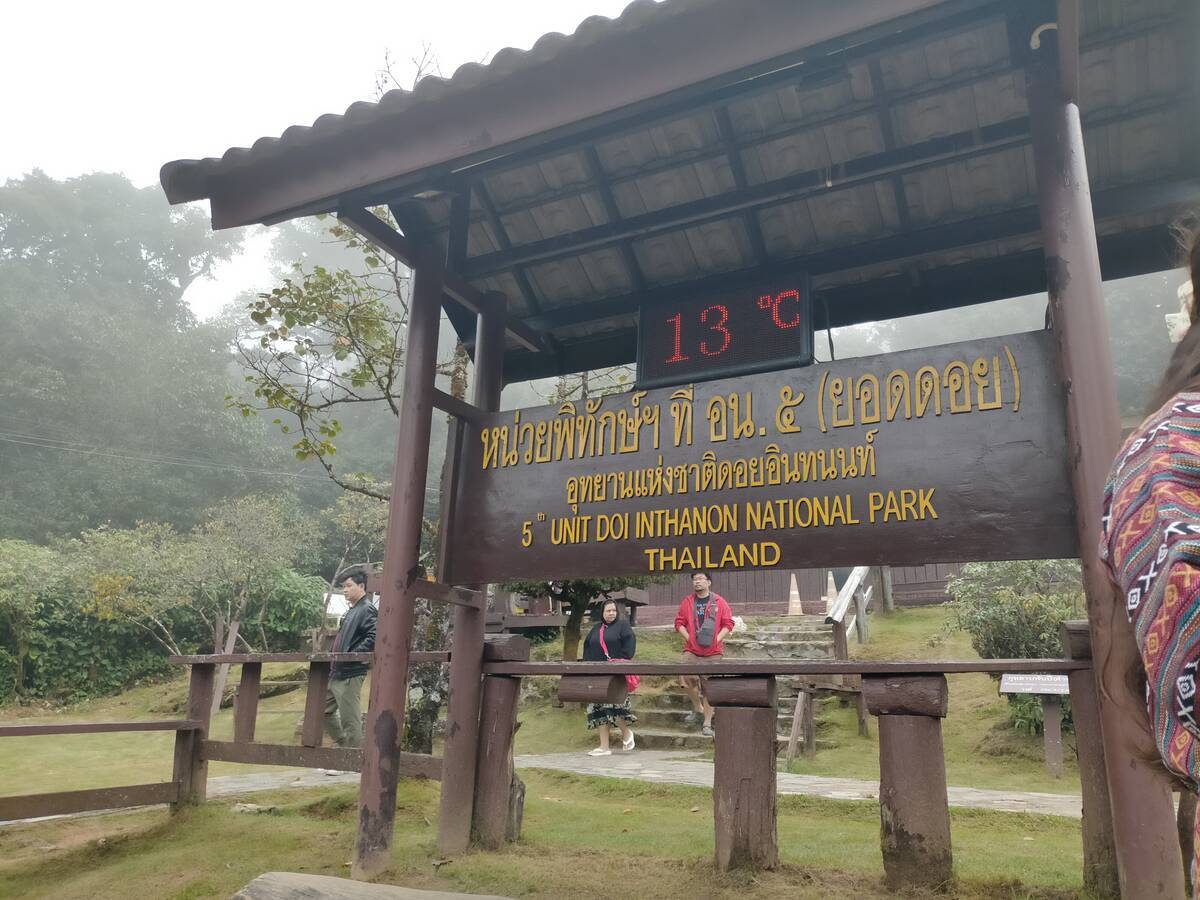 13 °C
หน่วยพิทักษ์ฯ ที่ อน. ๕ (ยอดดอย)
อุทยานแห่งชาติดอยอินทนนท์
5th UNIT DOI INTHANON NATIONAL PARK
THAILAND